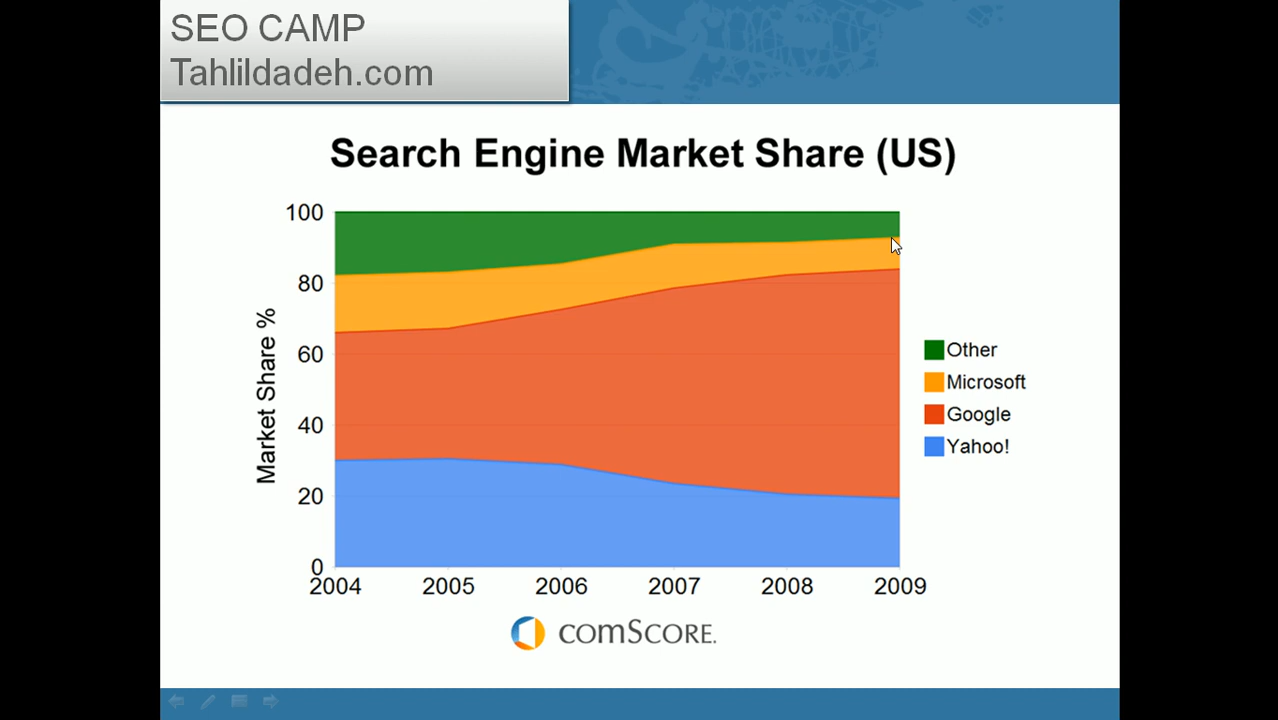 SEO CAMP
Tahlildadeh.com
Search Engine Market Share (US)
100
80
60
40
20
0
Market Share %
2004 2005 2006 2007 2008 2009
Other
Microsoft
Google
Yahoo!
comScore.